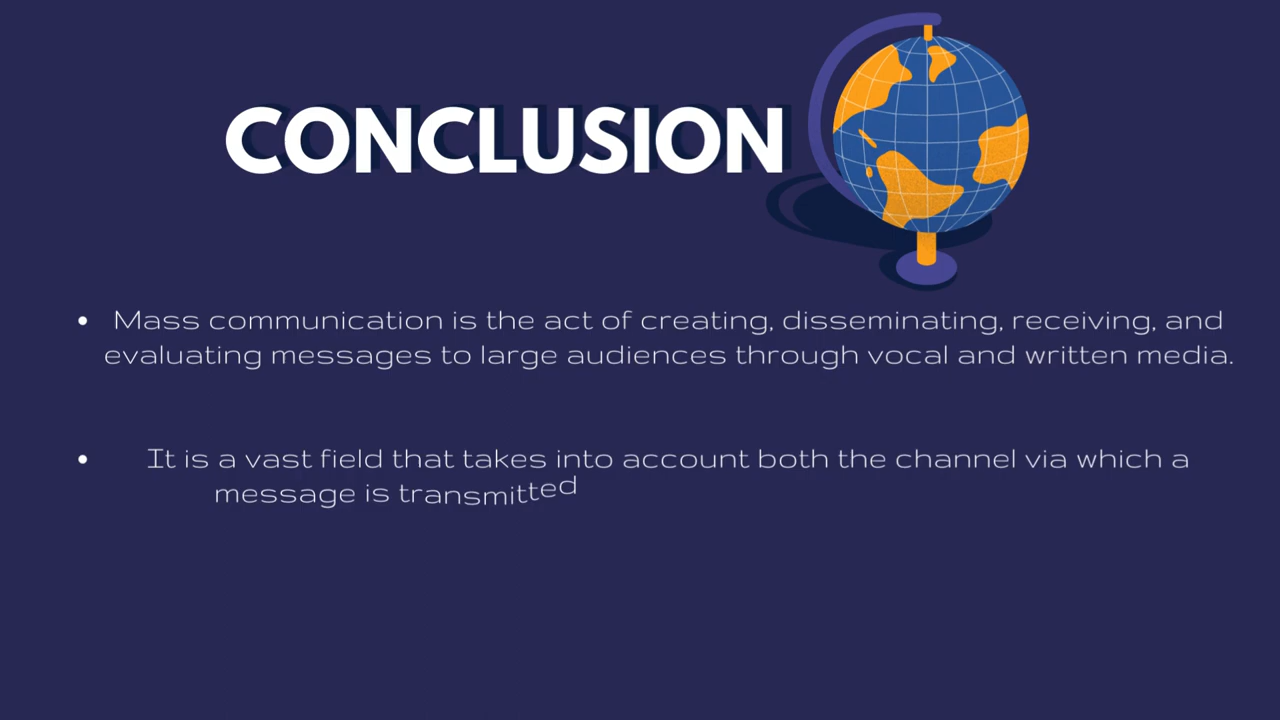 CONCLUSION
• Mass communication is the act of creating, disseminating, receiving, and
evaluating messages to large audiences through vocal and written media.
• It is a vast field that takes into account both the channel via which a
message is transmitted